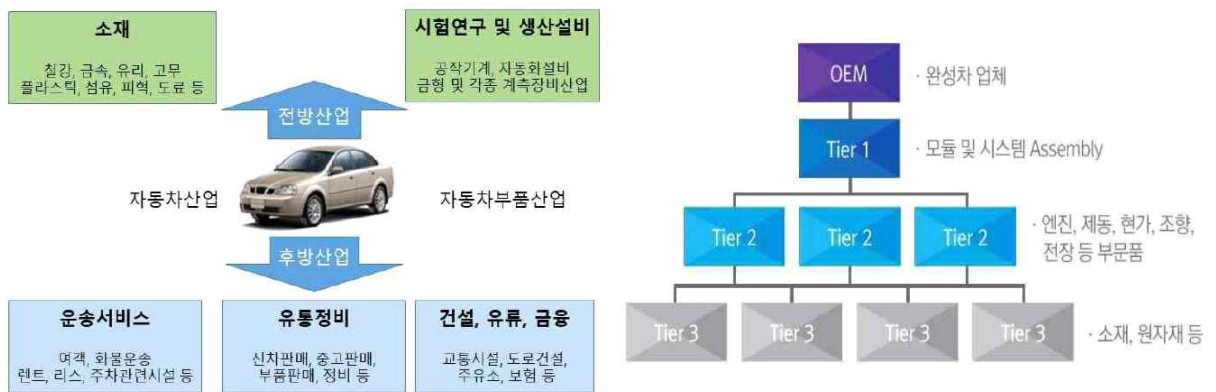 소재
철강, 금속, 유리, 고무
플라스틱, 섬유, 피혁, 도료 등
시험연구 및 생산설비
공작기계, 자동화설비
금형 및 각종 계측장비산업
전방산업
자동차산업
자동차부품산업
후방산업
운송서비스
여객, 화물운송
렌트, 리스, 주차관련시설 등
유통정비
신차판매, 중고판매,
부품판매, 정비 등
건설, 유류, 금융
교통시설, 도로건설,
주유소, 보험 등
OEM
· 완성차 업체
Tier 1
· 모듈 및 시스템 Assembly
Tier 2
Tier 2
Tier 2
· 엔진, 제동, 현가, 조향,
전장 등 부문품
Tier 3
Tier 3
Tier 3
Tier 3
· 소재, 원자재 등